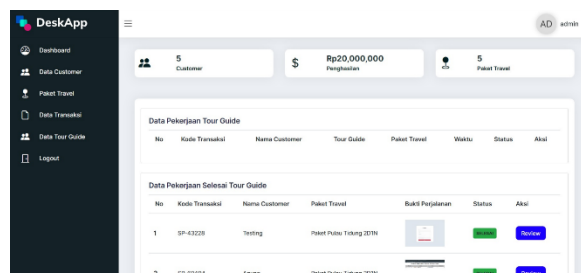 DeskApp
AD admin
Dashboard
Data Customer
Paket Travel
Data Transaksi
Data Tour Guide
Logout
5
Customer
$
Rp20,000,000
Penghasilan
5
Paket Travel
Data Pekerjaan Tour Guide
No Kode Transaksi Nama Customer Tour Guide Paket Travel Waktu Status Aksi
Data Pekerjaan Selesai Tour Guide
No Kode Transaksi Nama Customer Paket Travel Bukti Perjalanan Status Aksi
1 SP-43228 Testing Paket Pulau Tidung 2D1N Review